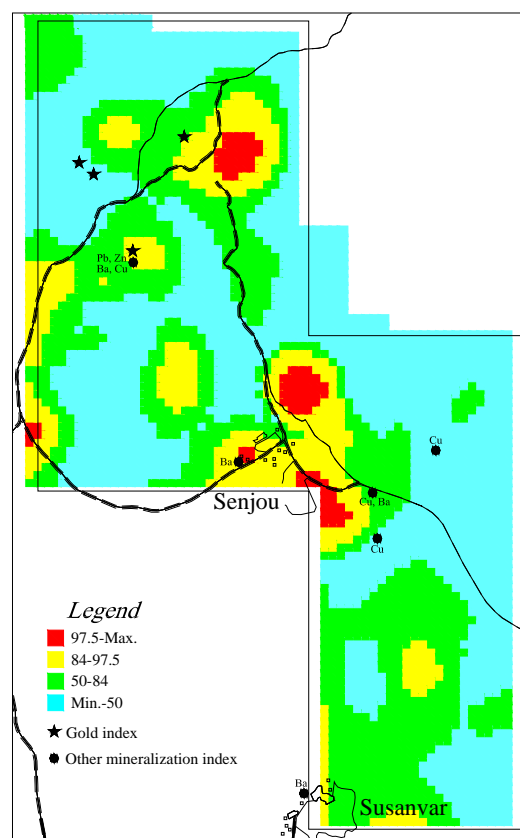 Pb, Zn
Ba, Cu
Cu
Ba
Cu, Ba
Senjou
Cu
Legend
97.5-Max.
84-97.5
50-84
Min.-50
Gold index
Other mineralization index
Ba
Susanvar